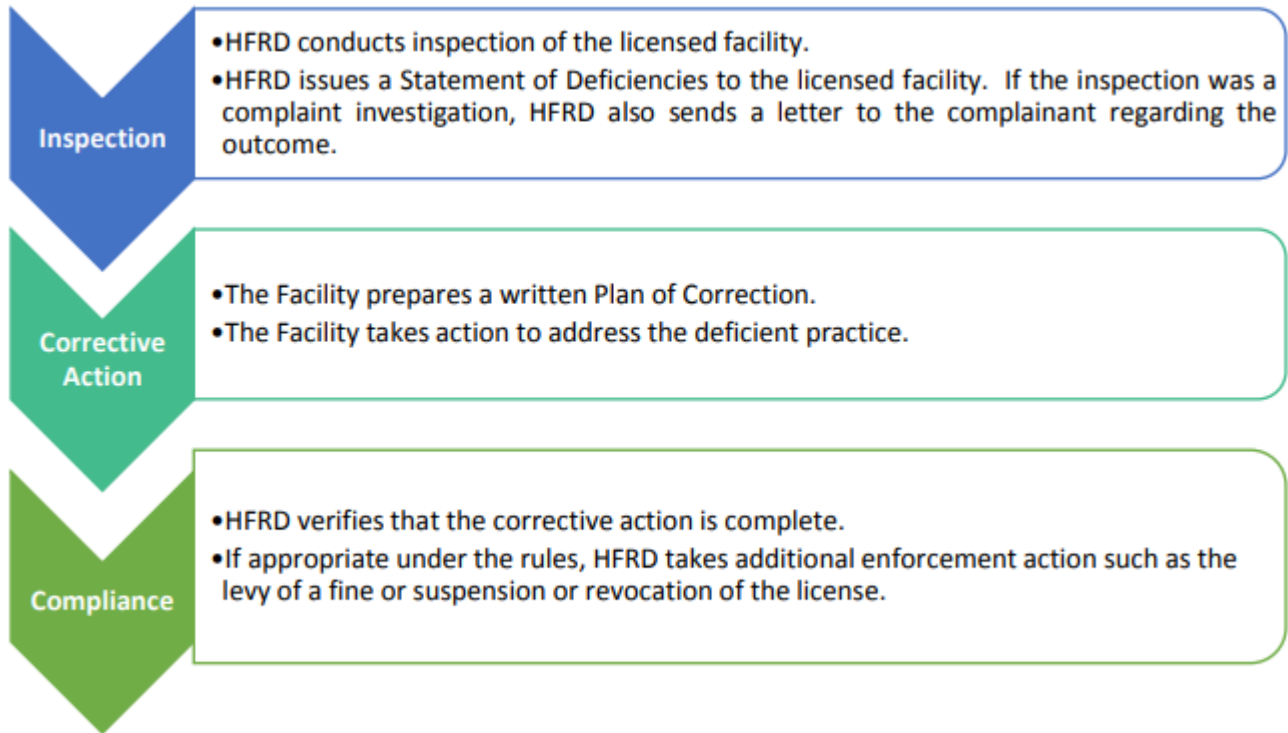 Inspection
•HFRD conducts inspection of the licensed facility.
•HFRD issues a Statement of Deficiencies to the licensed facility. If the inspection was a
complaint investigation, HFRD also sends a letter to the complainant regarding the
outcome.
Corrective
Action
•The Facility prepares a written Plan of Correction.
•The Facility takes action to address the deficient practice.
Compliance
•HFRD verifies that the corrective action is complete.
•If appropriate under the rules, HFRD takes additional enforcement action such as the
levy of a fine or suspension or revocation of the license.